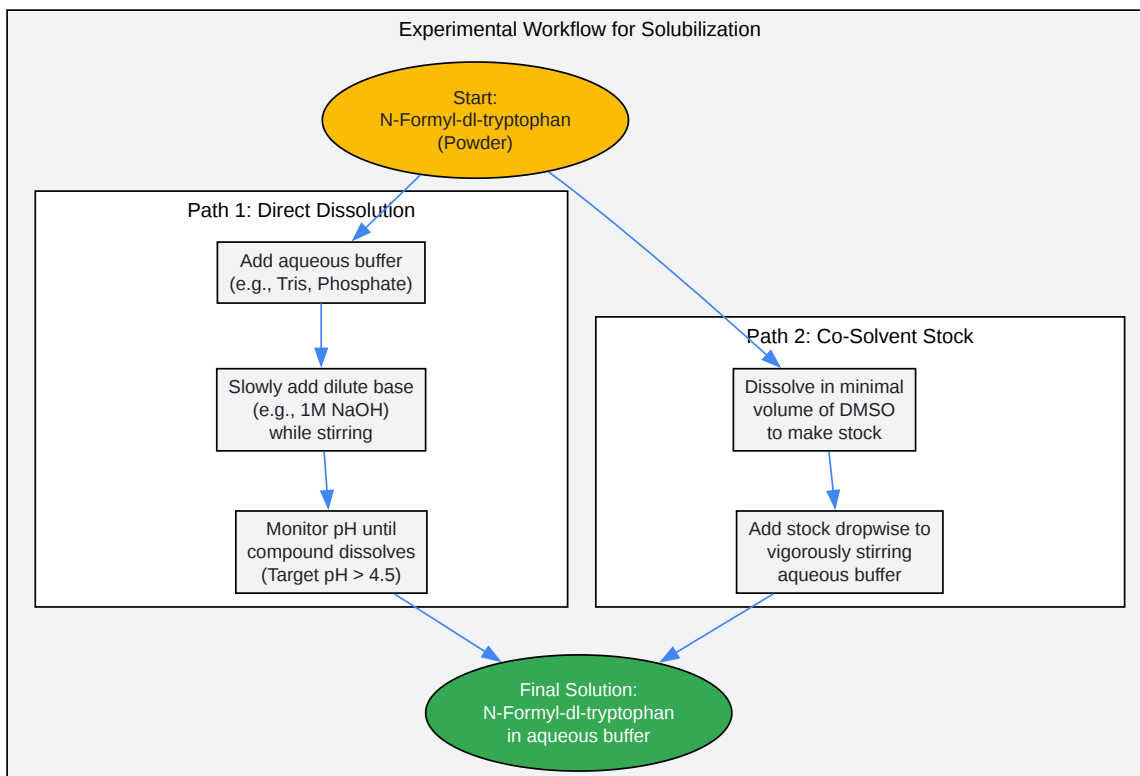 Experimental Workflow for Solubilization
Start:
N-Formyl-dl-tryptophan
(Powder)
Path 1: Direct Dissolution
Add aqueous buffer
(e.g., Tris, Phosphate)
Slowly add dilute base
(e.g., 1M NaOH)
while stirring
Monitor pH until
compound dissolves
(Target pH > 4.5)
Path 2: Co-Solvent Stock
Dissolve in minimal
volume of DMSO
to make stock
Add stock dropwise to
vigorously stirring
aqueous buffer
Final Solution:
N-Formyl-dl-tryptophan
in aqueous buffer